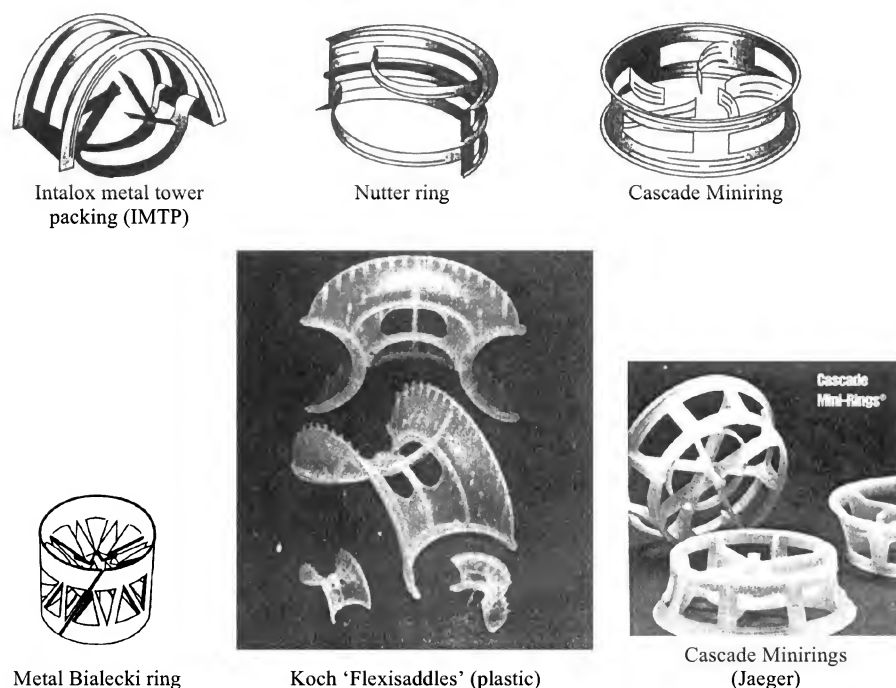 Intalox metal tower
packing (IMTP)
Nutter ring
Cascade Miniring
Cascade
Mini-Rings®
Metal Bialecki ring
Koch ‘Flexisaddles’ (plastic)
Cascade Minirings
(Jaeger)